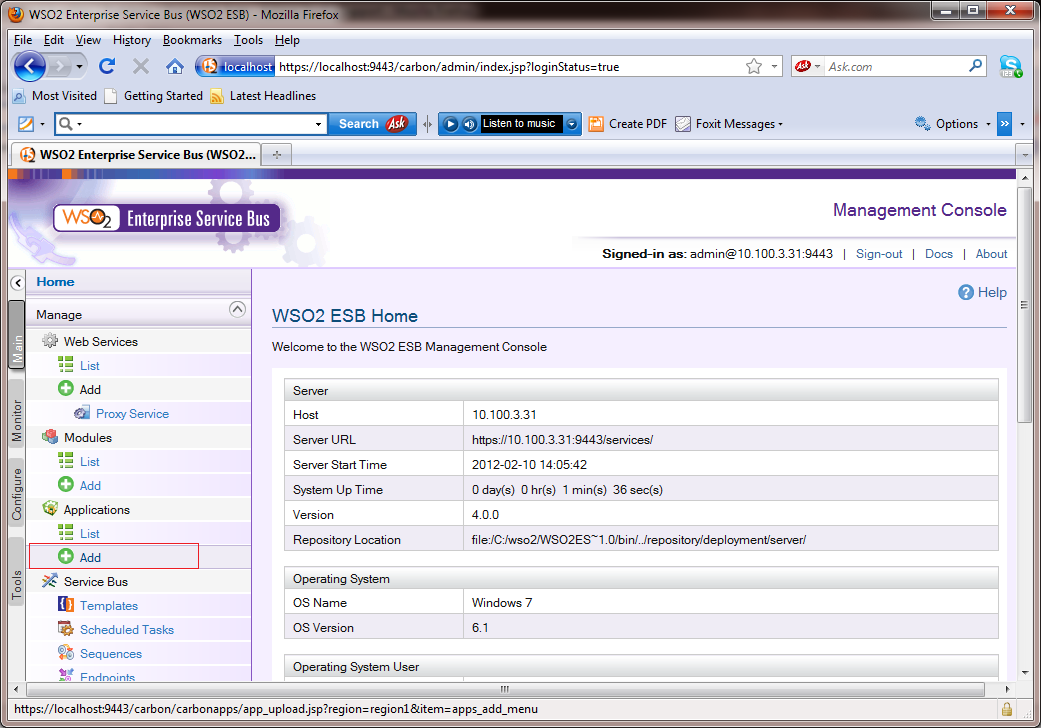 WSO2 Enterprise Service Bus (WSO2 ESB) - Mozilla Firefox
File Edit View History Bookmarks Tools Help
localhost https://localhost:9443/carbon/admin/index.jsp?loginStatus=true Ask Ask.com
Most Visited Getting Started Latest Headlines
Search Ask Listen to music Create PDF Foxit Messages Options »
WSO2 Enterprise Service Bus (WSO2...
WSO2 Enterprise Service Bus
Management Console
Signed-in as: admin@10.100.3.31:9443 | Sign-out | Docs | About
Main
Monitor
Configure
Tools
Home
Manage
Web Services
List
Add
Proxy Service
Modules
List
Add
Applications
List
Add
Service Bus
Templates
Scheduled Tasks
Sequences
Endpoints
Help
WSO2 ESB Home
Welcome to the WSO2 ESB Management Console
Server
Host 10.100.3.31
Server URL https://10.100.3.31:9443/services/
Server Start Time 2012-02-10 14:05:42
System Up Time 0 day(s) 0 hr(s) 1 min(s) 36 sec(s)
Version 4.0.0
Repository Location file:/C:/wso2/WSO2ES~1.0/bin/../repository/deployment/server/
Operating System
OS Name Windows 7
OS Version 6.1
Operating System User
https://localhost:9443/carbon/carbonapps/app_upload.jsp?region=region1&item=apps_add_menu